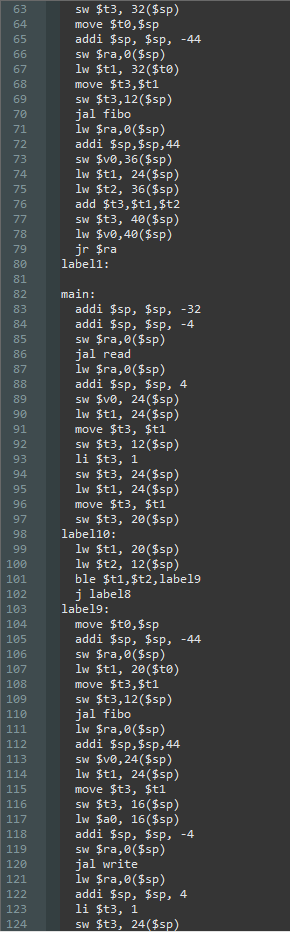 63 sw $t3, 32($sp)
64 move $t0,$sp
65 addi $sp, $sp, -44
66 sw $ra,0($sp)
67 lw $t1, 32($t0)
68 move $t3,$t1
69 sw $t3,12($sp)
70 jal fibo
71 lw $ra,0($sp)
72 addi $sp,$sp,44
73 sw $v0,36($sp)
74 lw $t1, 24($sp)
75 lw $t2, 36($sp)
76 add $t3,$t1,$t2
77 sw $t3, 40($sp)
78 lw $v0,40($sp)
79 jr $ra
80 label1:
81
82 main:
83 addi $sp, $sp, -32
84 addi $sp, $sp, -4
85 sw $ra,0($sp)
86 jal read
87 lw $ra,0($sp)
88 addi $sp, $sp, 4
89 sw $v0, 24($sp)
90 lw $t1, 24($sp)
91 move $t3, $t1
92 sw $t3, 12($sp)
93 li $t3, 1
94 sw $t3, 24($sp)
95 lw $t1, 24($sp)
96 move $t3, $t1
97 sw $t3, 20($sp)
98 label10:
99 lw $t1, 20($sp)
100 lw $t2, 12($sp)
101 ble $t1,$t2,label9
102 j label8
103 label9:
104 move $t0,$sp
105 addi $sp, $sp, -44
106 sw $ra,0($sp)
107 lw $t1, 20($t0)
108 move $t3,$t1
109 sw $t3,12($sp)
110 jal fibo
111 lw $ra,0($sp)
112 addi $sp,$sp,44
113 sw $v0,24($sp)
114 lw $t1, 24($sp)
115 move $t3, $t1
116 sw $t3, 16($sp)
117 lw $a0, 16($sp)
118 addi $sp, $sp, -4
119 sw $ra,0($sp)
120 jal write
121 lw $ra,0($sp)
122 addi $sp, $sp, 4
123 li $t3, 1
124 sw $t3, 24($sp)